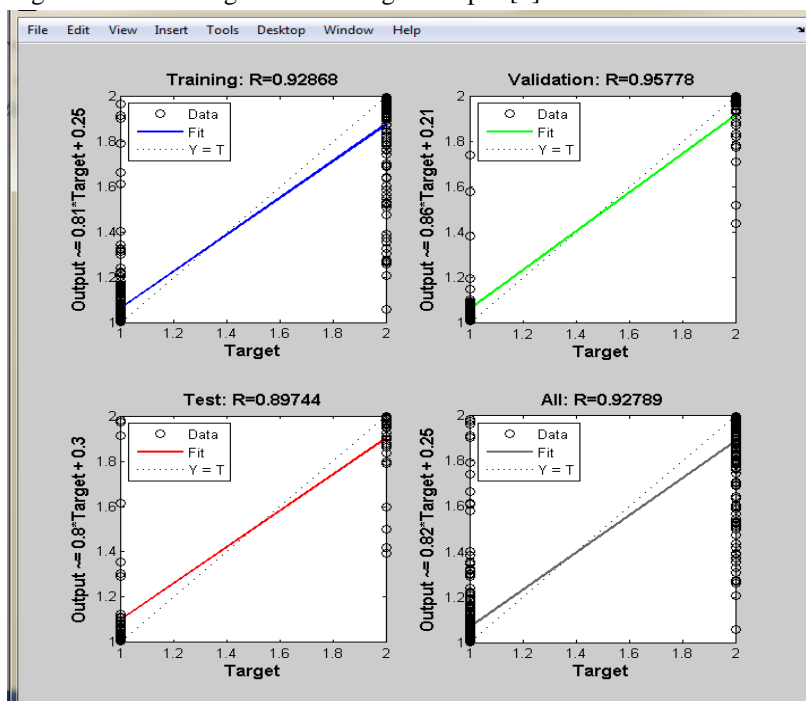 File Edit View Insert Tools Desktop Window Help
Training: R=0.92868
Output ~= 0.81*Target + 0.25
Data
Fit
Y = T
2
1.8
1.6
1.4
1.2
1
1 1.2 1.4 1.6 1.8 2
Target
Validation: R=0.95778
Output ~= 0.86*Target + 0.21
Data
Fit
Y = T
2
1.8
1.6
1.4
1.2
1
1 1.2 1.4 1.6 1.8 2
Target
Test: R=0.89744
Output ~= 0.8*Target + 0.3
Data
Fit
Y = T
2
1.8
1.6
1.4
1.2
1
1 1.2 1.4 1.6 1.8 2
Target
All: R=0.92789
Output ~= 0.82*Target + 0.25
Data
Fit
Y = T
2
1.8
1.6
1.4
1.2
1
1 1.2 1.4 1.6 1.8 2
Target